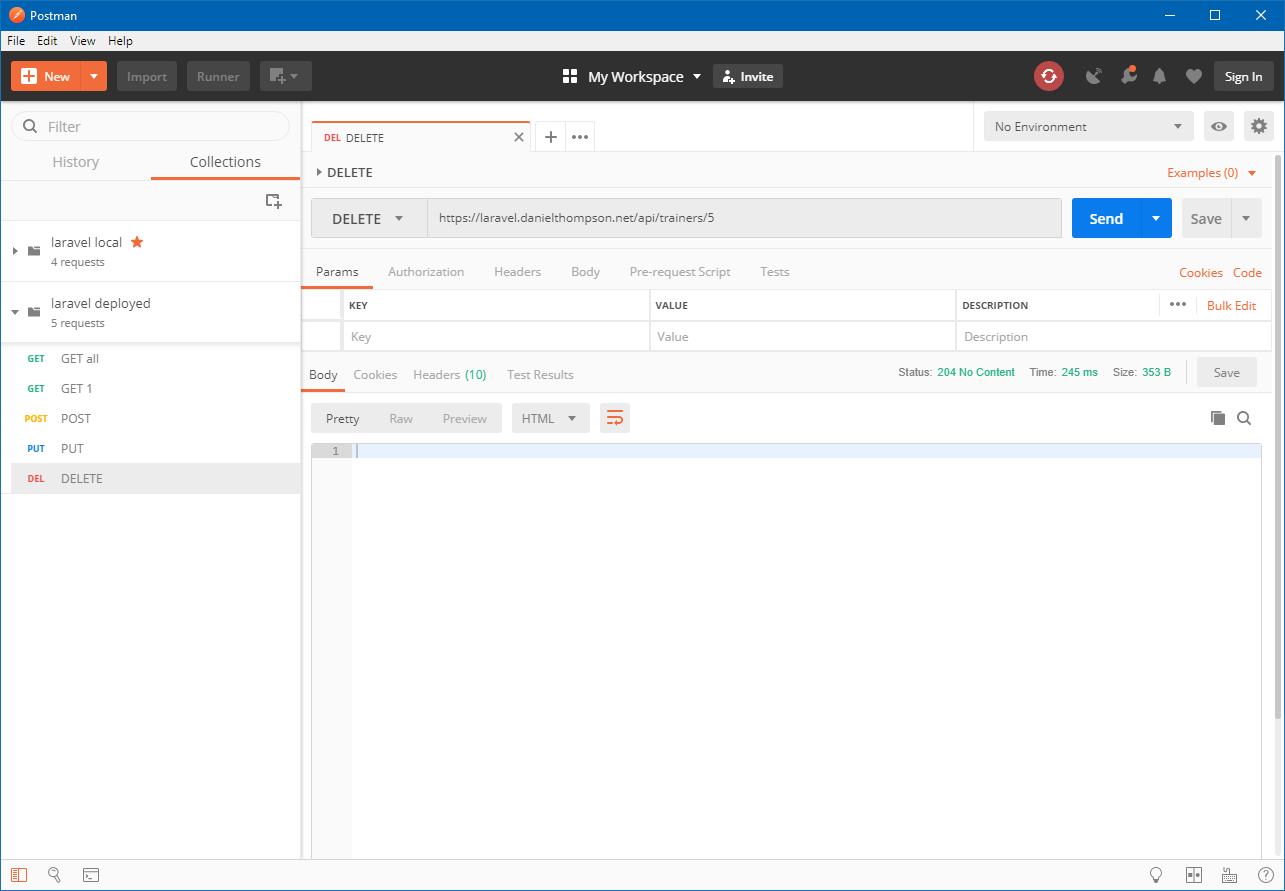 Postman
File Edit View Help
New Import Runner My Workspace Invite Sign In
Filter
History Collections
laravel local
4 requests
laravel deployed
5 requests
GET GET all
GET GET 1
POST POST
PUT PUT
DEL DELETE
DEL DELETE
No Environment
DELETE Examples (0)
DELETE https://laravel.danielthompson.net/api/trainers/5 Send Save
Params Authorization Headers Body Pre-request Script Tests Cookies Code
KEY VALUE DESCRIPTION Bulk Edit
Key Value Description
Body Cookies Headers (10) Test Results Status: 204 No Content Time: 245 ms Size: 353 B Save
Pretty Raw Preview HTML
1